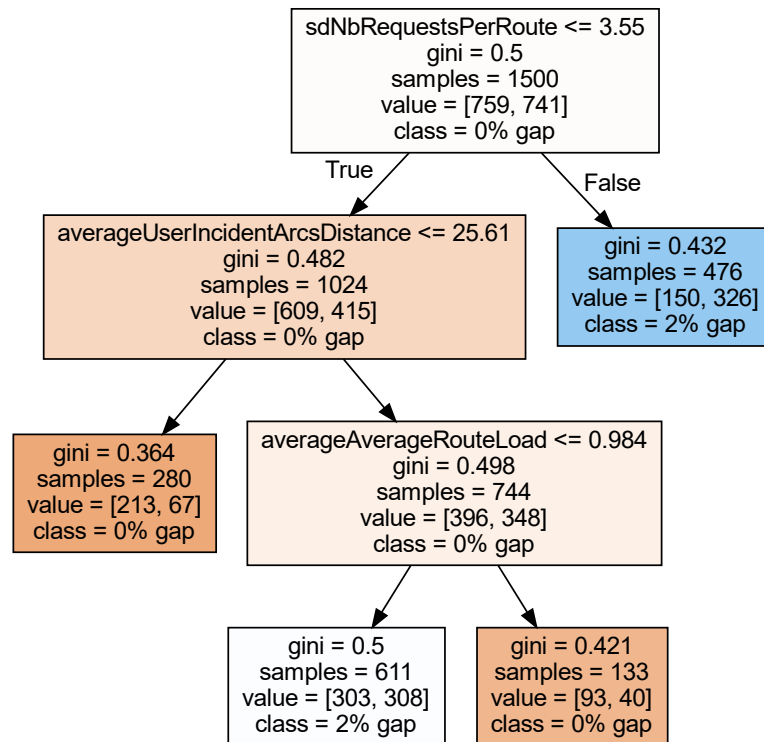 sdNbRequestsPerRoute <= 3.55
gini = 0.5
samples = 1500
value = [759, 741]
class = 0% gap
True
False
averageUserIncidentArcsDistance <= 25.61
gini = 0.482
samples = 1024
value = [609, 415]
class = 0% gap
gini = 0.432
samples = 476
value = [150, 326]
class = 2% gap
gini = 0.364
samples = 280
value = [213, 67]
class = 0% gap
averageAverageRouteLoad <= 0.984
gini = 0.498
samples = 744
value = [396, 348]
class = 0% gap
gini = 0.5
samples = 611
value = [303, 308]
class = 2% gap
gini = 0.421
samples = 133
value = [93, 40]
class = 0% gap